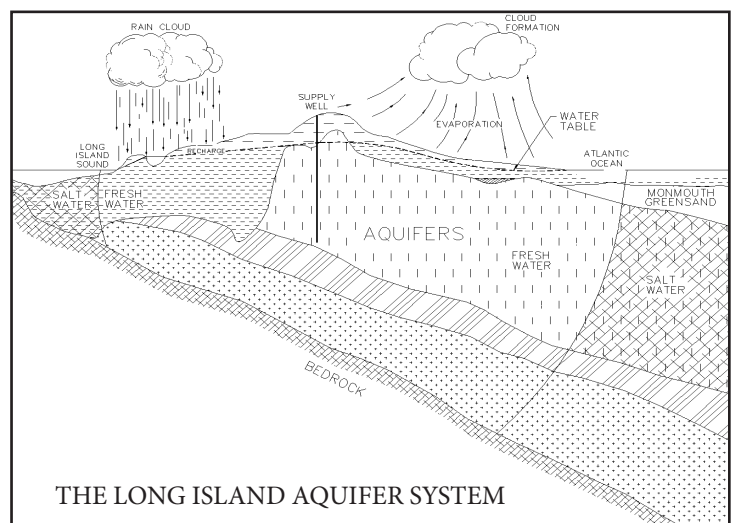 RAIN CLOUD
CLOUD
FORMATION
SUPPLY
WELL
EVAPORATION
WATER
TABLE
LONG
ISLAND
SOUND
RECHARGE
ATLANTIC
OCEAN
SALT
WATER
FRESH
WATER
MONMOUTH
GREENSAND
AQUIFERS
FRESH
WATER
SALT
WATER
BEDROCK
THE LONG ISLAND AQUIFER SYSTEM